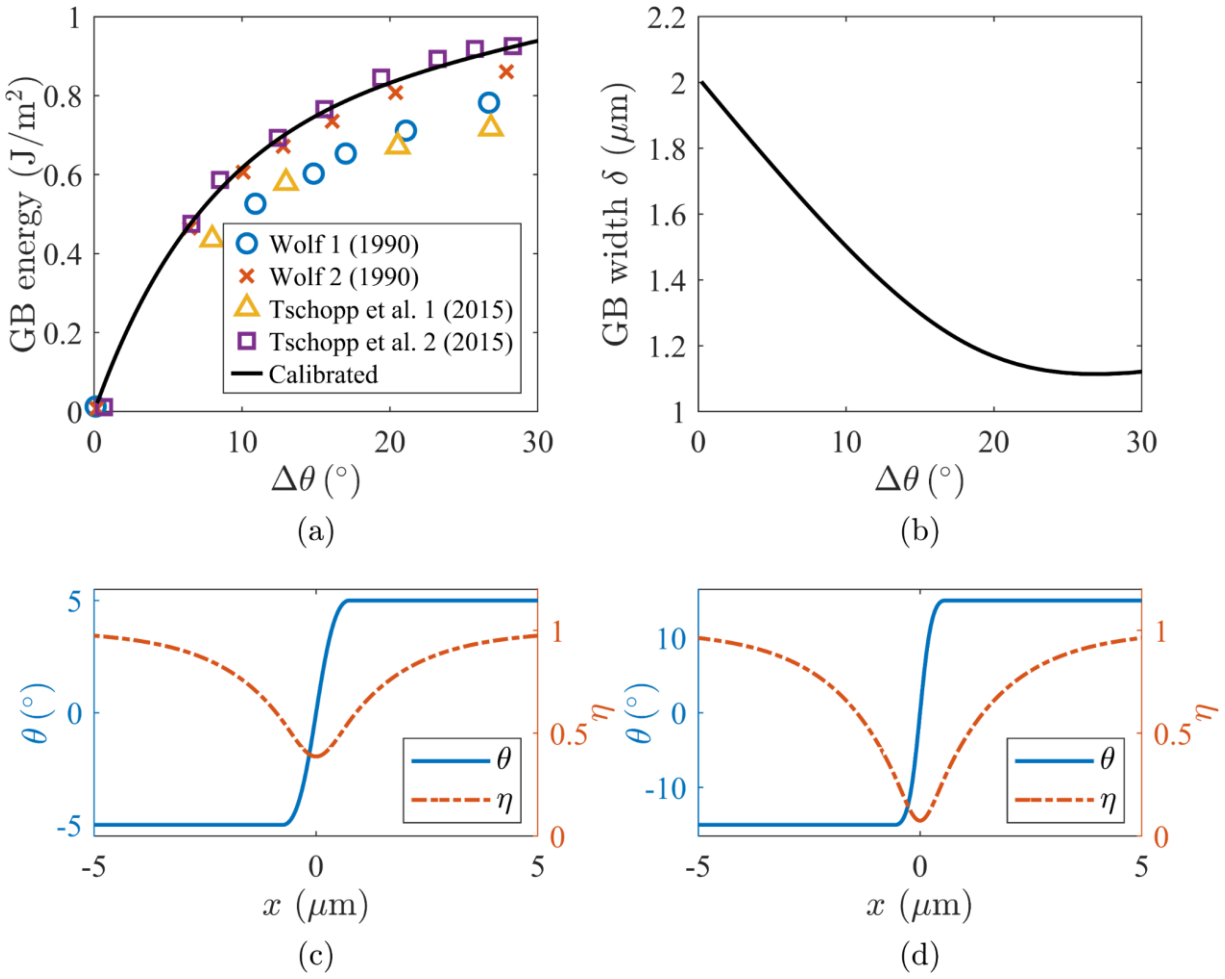 GB energy (J/m²)
1
0.8
0.6
0.4
0.2
0
Wolf 1 (1990)
Wolf 2 (1990)
Tschopp et al. 1 (2015)
Tschopp et al. 2 (2015)
Calibrated
0 10 20 30
Δθ (°)
(a)
GB width δ (μm)
2.2
2
1.8
1.6
1.4
1.2
1
0 10 20 30
Δθ (°)
(b)
θ (°)
5
0
-5
1
0.5
0
η
θ
η
-5 0 5
x (μm)
(c)
θ (°)
10
0
-10
1
0.5
0
η
θ
η
-5 0 5
x (μm)
(d)